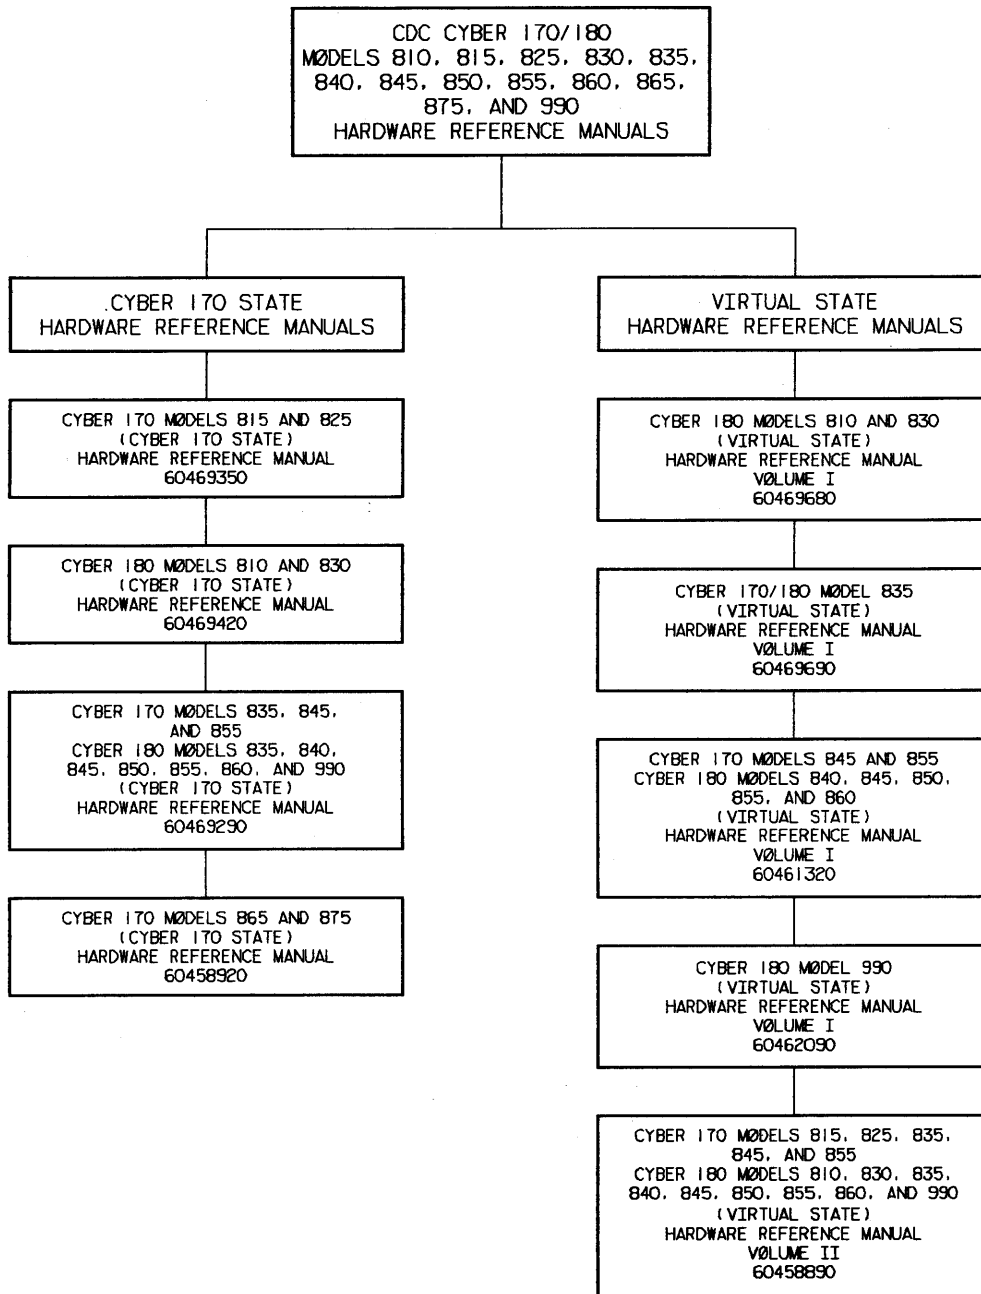 CDC CYBER 170/180
MØDELS 810, 815, 825, 830, 835,
840, 845, 850, 855, 860, 865,
875, AND 990
HARDWARE REFERENCE MANUALS
CYBER 170 STATE
HARDWARE REFERENCE MANUALS
CYBER 170 MØDELS 815 AND 825
(CYBER 170 STATE)
HARDWARE REFERENCE MANUAL
60469350
CYBER 180 MØDELS 810 AND 830
(CYBER 170 STATE)
HARDWARE REFERENCE MANUAL
60469420
CYBER 170 MØDELS 835, 845,
AND 855
CYBER 180 MØDELS 835, 840,
845, 850, 855, 860, AND 990
(CYBER 170 STATE)
HARDWARE REFERENCE MANUAL
60469290
CYBER 170 MØDELS 865 AND 875
(CYBER 170 STATE)
HARDWARE REFERENCE MANUAL
60458920
VIRTUAL STATE
HARDWARE REFERENCE MANUALS
CYBER 180 MØDELS 810 AND 830
(VIRTUAL STATE)
HARDWARE REFERENCE MANUAL
VØLUME I
60469680
CYBER 170/180 MØDEL 835
(VIRTUAL STATE)
HARDWARE REFERENCE MANUAL
VØLUME I
60469690
CYBER 170 MØDELS 845 AND 855
CYBER 180 MØDELS 840, 845, 850,
855, AND 860
(VIRTUAL STATE)
HARDWARE REFERENCE MANUAL
VØLUME I
60461320
CYBER 180 MØDEL 990
(VIRTUAL STATE)
HARDWARE REFERENCE MANUAL
VØLUME I
60462090
CYBER 170 MØDELS 815, 825, 835,
845, AND 855
CYBER 180 MØDELS 810, 830, 835,
840, 845, 850, 855, 860, AND 990
(VIRTUAL STATE)
HARDWARE REFERENCE MANUAL
VØLUME II
60458890